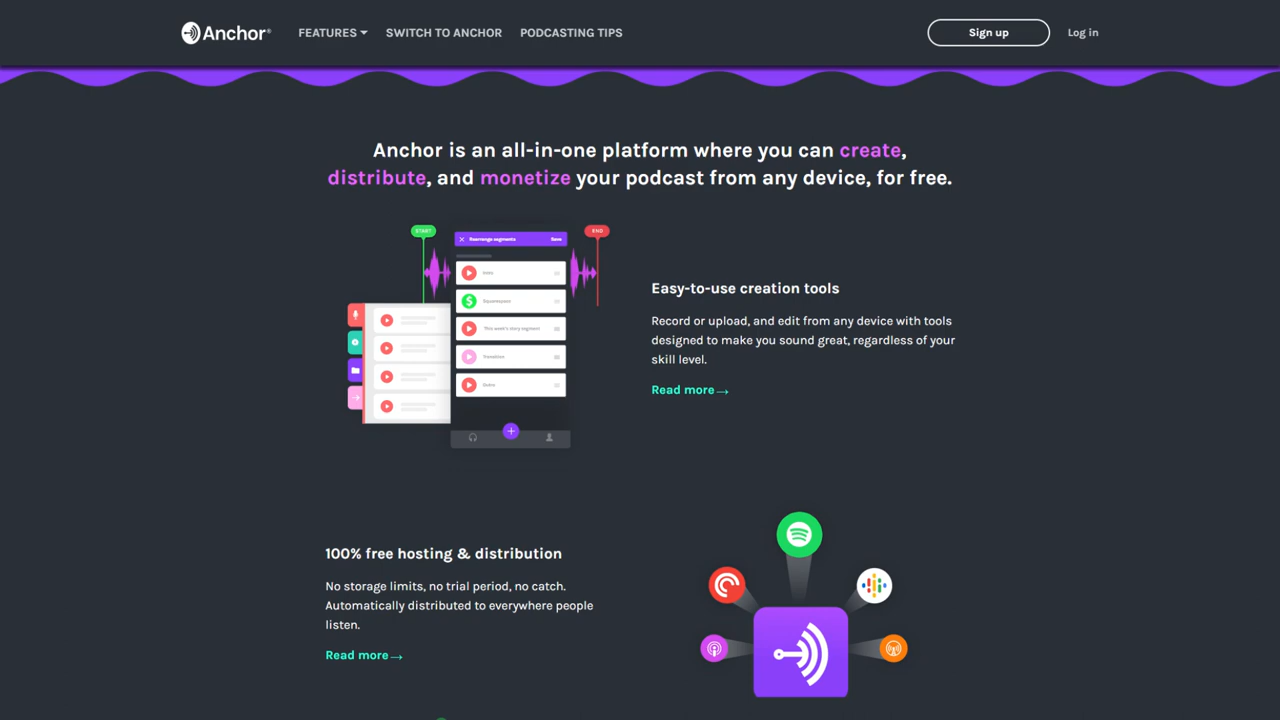 Anchor®
FEATURES
SWITCH TO ANCHOR
PODCASTING TIPS
Sign up
Log in
Anchor is an all-in-one platform where you can create,
distribute, and monetize your podcast from any device, for free.
START
END
Rearrange segments
Save
Intro
Squarespace
This week's story segment
Transition
Outro
Easy-to-use creation tools
Record or upload, and edit from any device with tools
designed to make you sound great, regardless of your
skill level.
Read more→
100% free hosting & distribution
No storage limits, no trial period, no catch.
Automatically distributed to everywhere people
listen.
Read more→